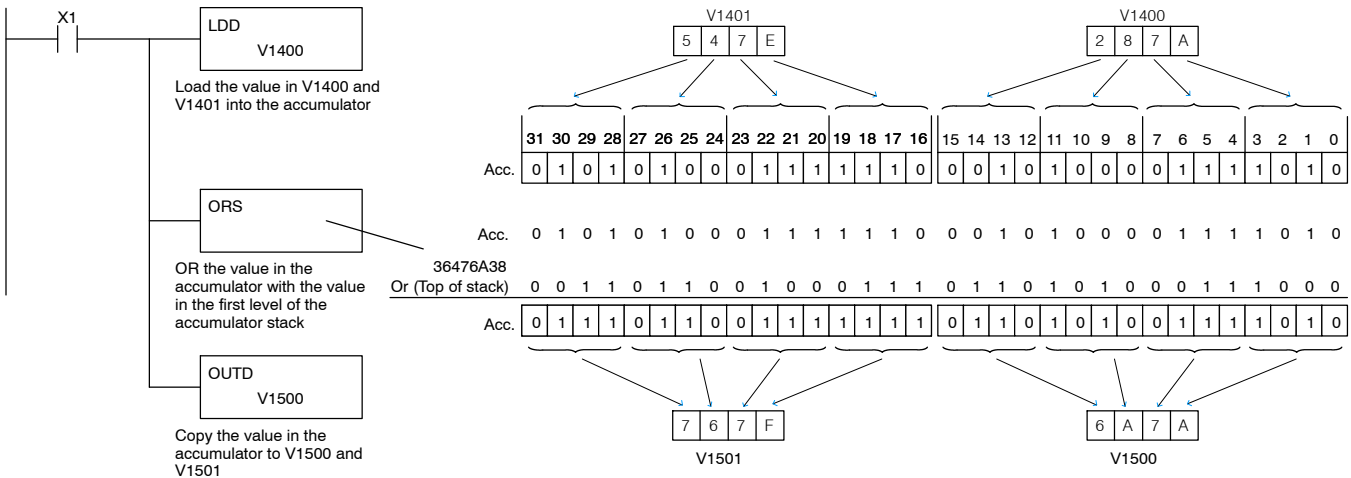 X1
LDD
V1400
Load the value in V1400 and
V1401 into the accumulator
ORS
OR the value in the
accumulator with the value
in the first level of the
accumulator stack
OUTD
V1500
Copy the value in the
accumulator to V1500 and
V1501
V1401 V1400
5 4 7 E 2 8 7 A
31 30 29 28 27 26 25 24 23 22 21 20 19 18 17 16 15 14 13 12 11 10 9 8 7 6 5 4 3 2 1 0
Acc. 0 1 0 1 0 1 0 0 0 1 1 1 1 1 1 0 0 0 1 0 1 0 0 0 0 1 1 1 1 0 1 0
Acc. 0 1 0 1 0 1 0 0 0 1 1 1 1 1 1 0 0 0 1 0 1 0 0 0 0 1 1 1 1 0 1 0
36476A38
Or (Top of stack) 0 0 1 1 0 1 1 0 0 1 0 0 0 1 1 1 0 1 1 0 1 0 1 0 0 0 1 1 1 0 0 0
Acc. 0 1 1 1 0 1 1 0 0 1 1 1 1 1 1 1 0 1 1 0 1 0 1 0 0 1 1 1 1 0 1 0
7 6 7 F 6 A 7 A
V1501 V1500